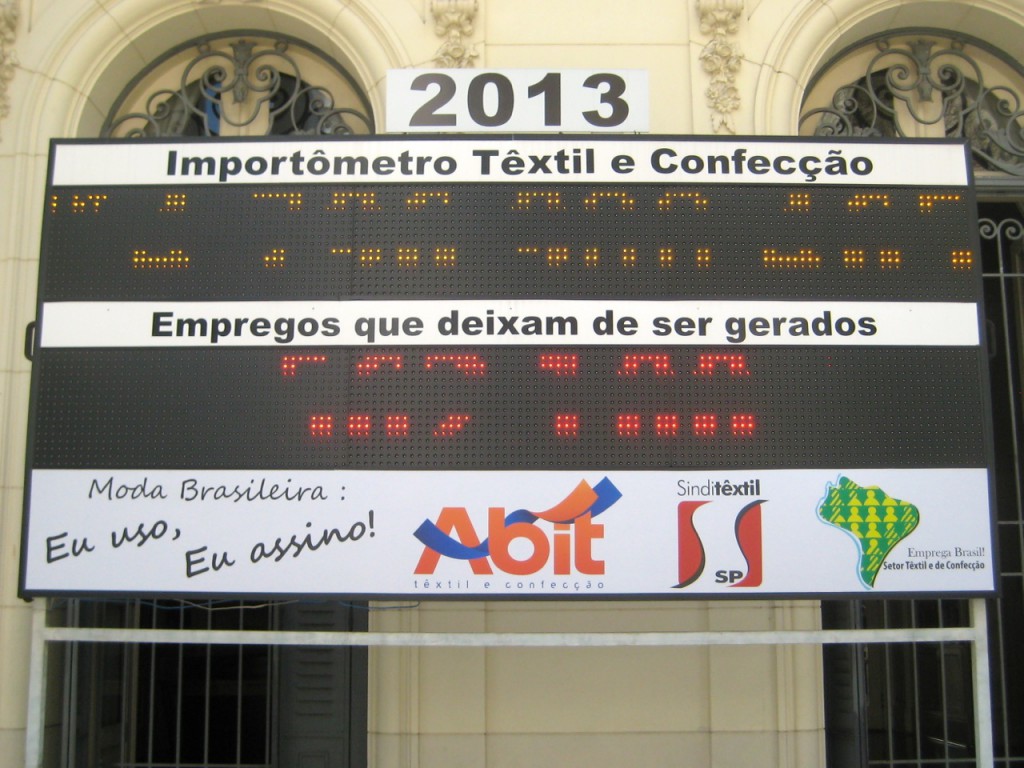 2013
Importômetro Têxtil e Confecção
Empregos que deixam de ser gerados
Moda Brasileira :
Eu uso,
Eu assino!
Abit
têxtil e confecção
Sinditêxtil
SP
Emprega Brasil!
Setor Têxtil e de Confecção